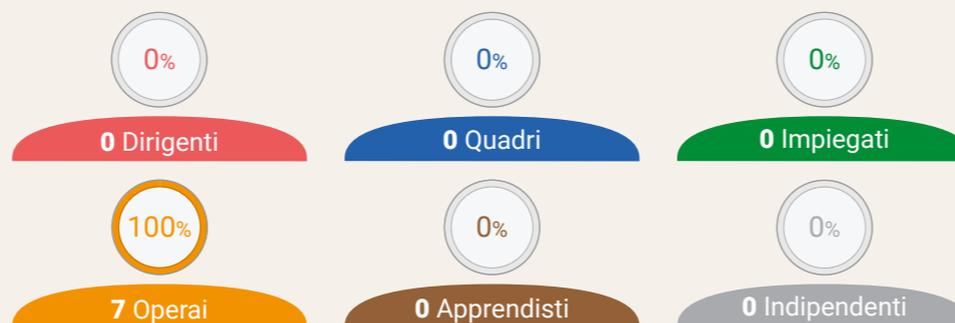 0% 0% 0%
0 Dirigenti 0 Quadri 0 Impiegati
100% 0% 0%
7 Operai 0 Apprendisti 0 Indipendenti